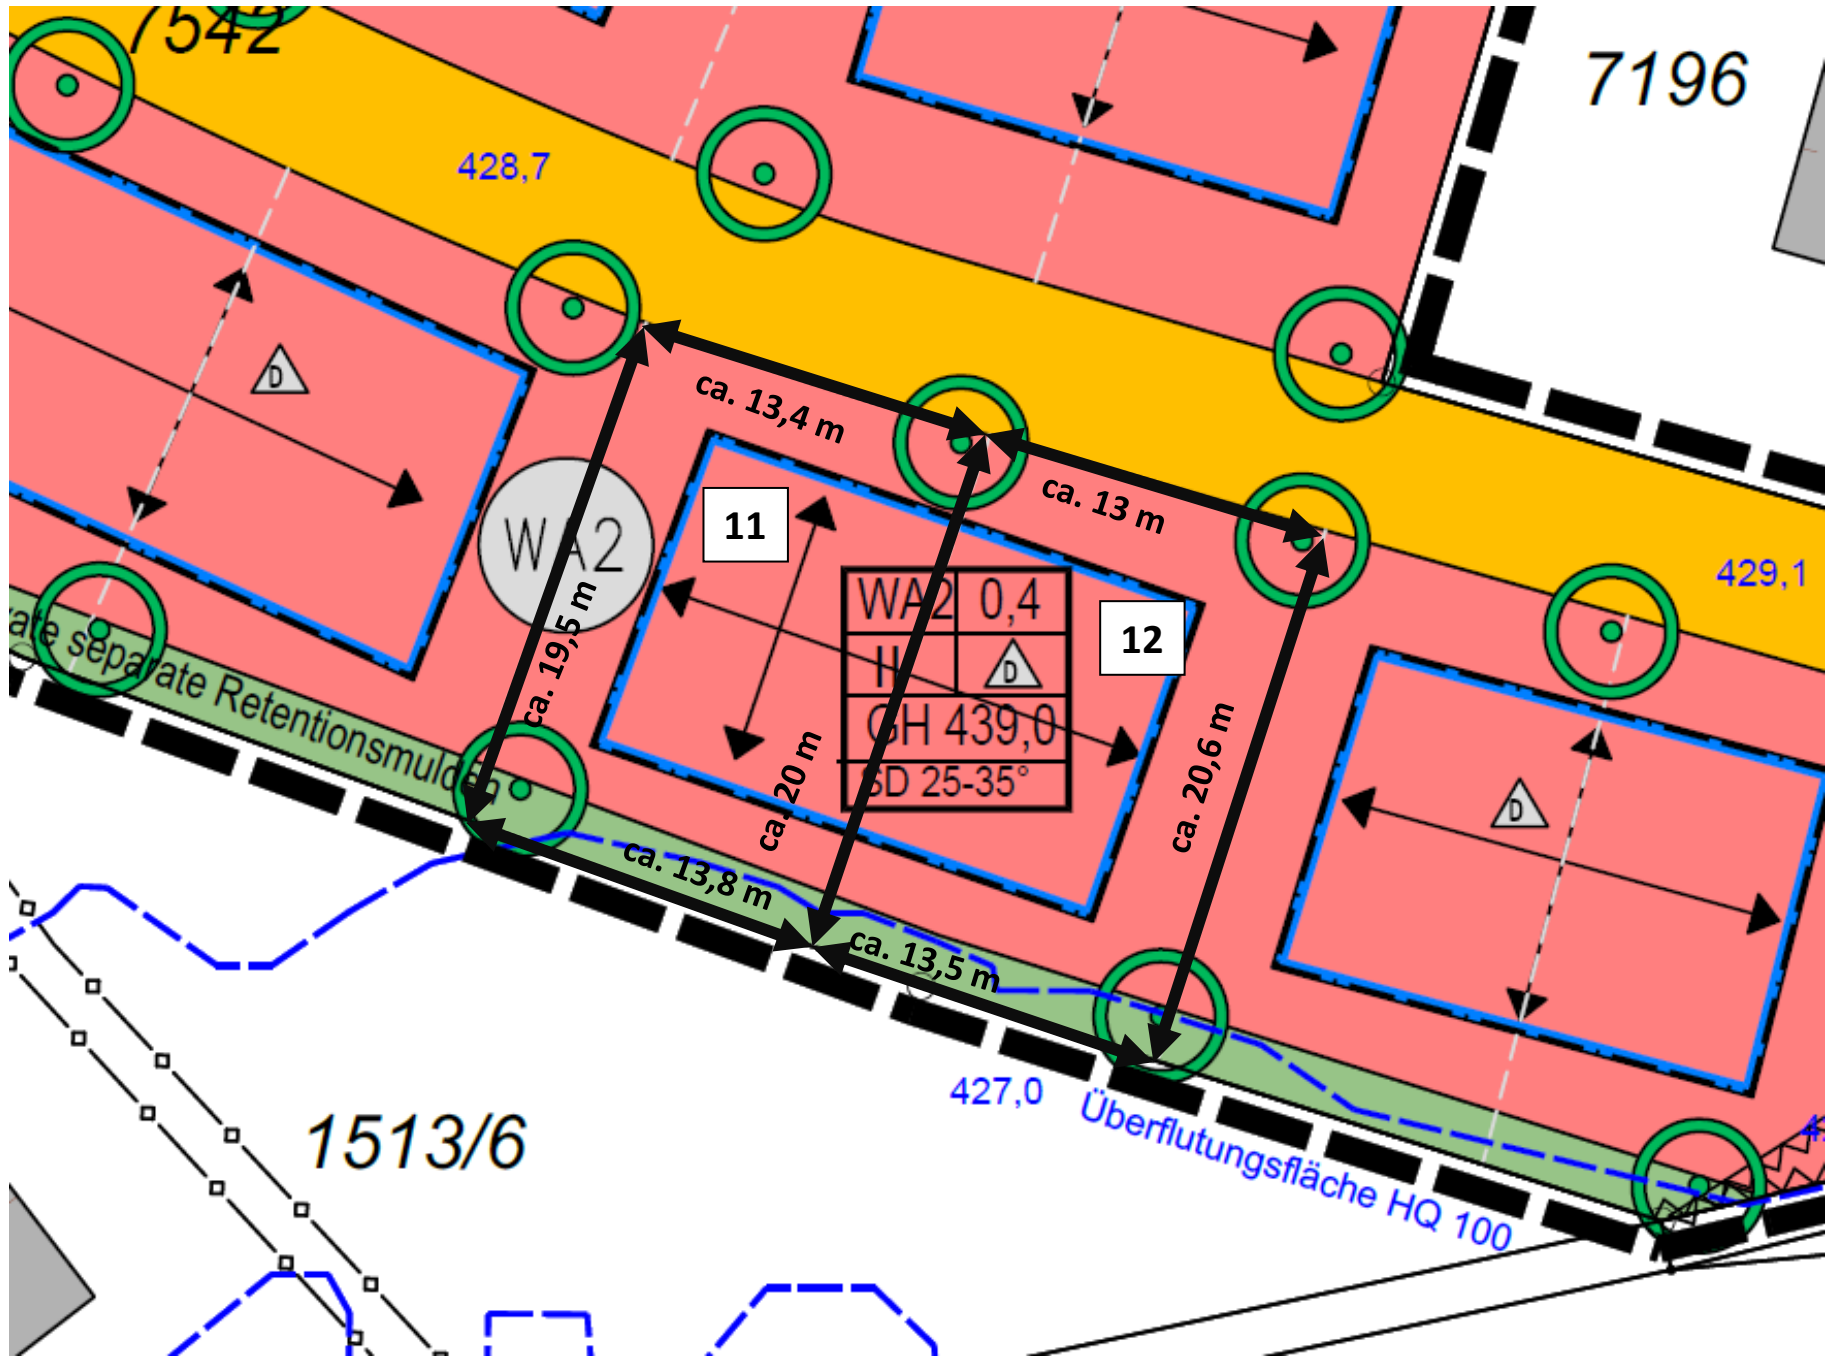 7542
7196
428,7
D
ca. 13,4 m
ca. 13 m
11
WA2
429,1
WA2 0,4
12
II D
GH 439,0
SD 25-35°
ca. 19,5 m
ca. 20 m
ca. 20,6 m
separate Retentionsmulden
D
ca. 13,8 m
ca. 13,5 m
427,0
Überflutungsfläche HQ 100
1513/6